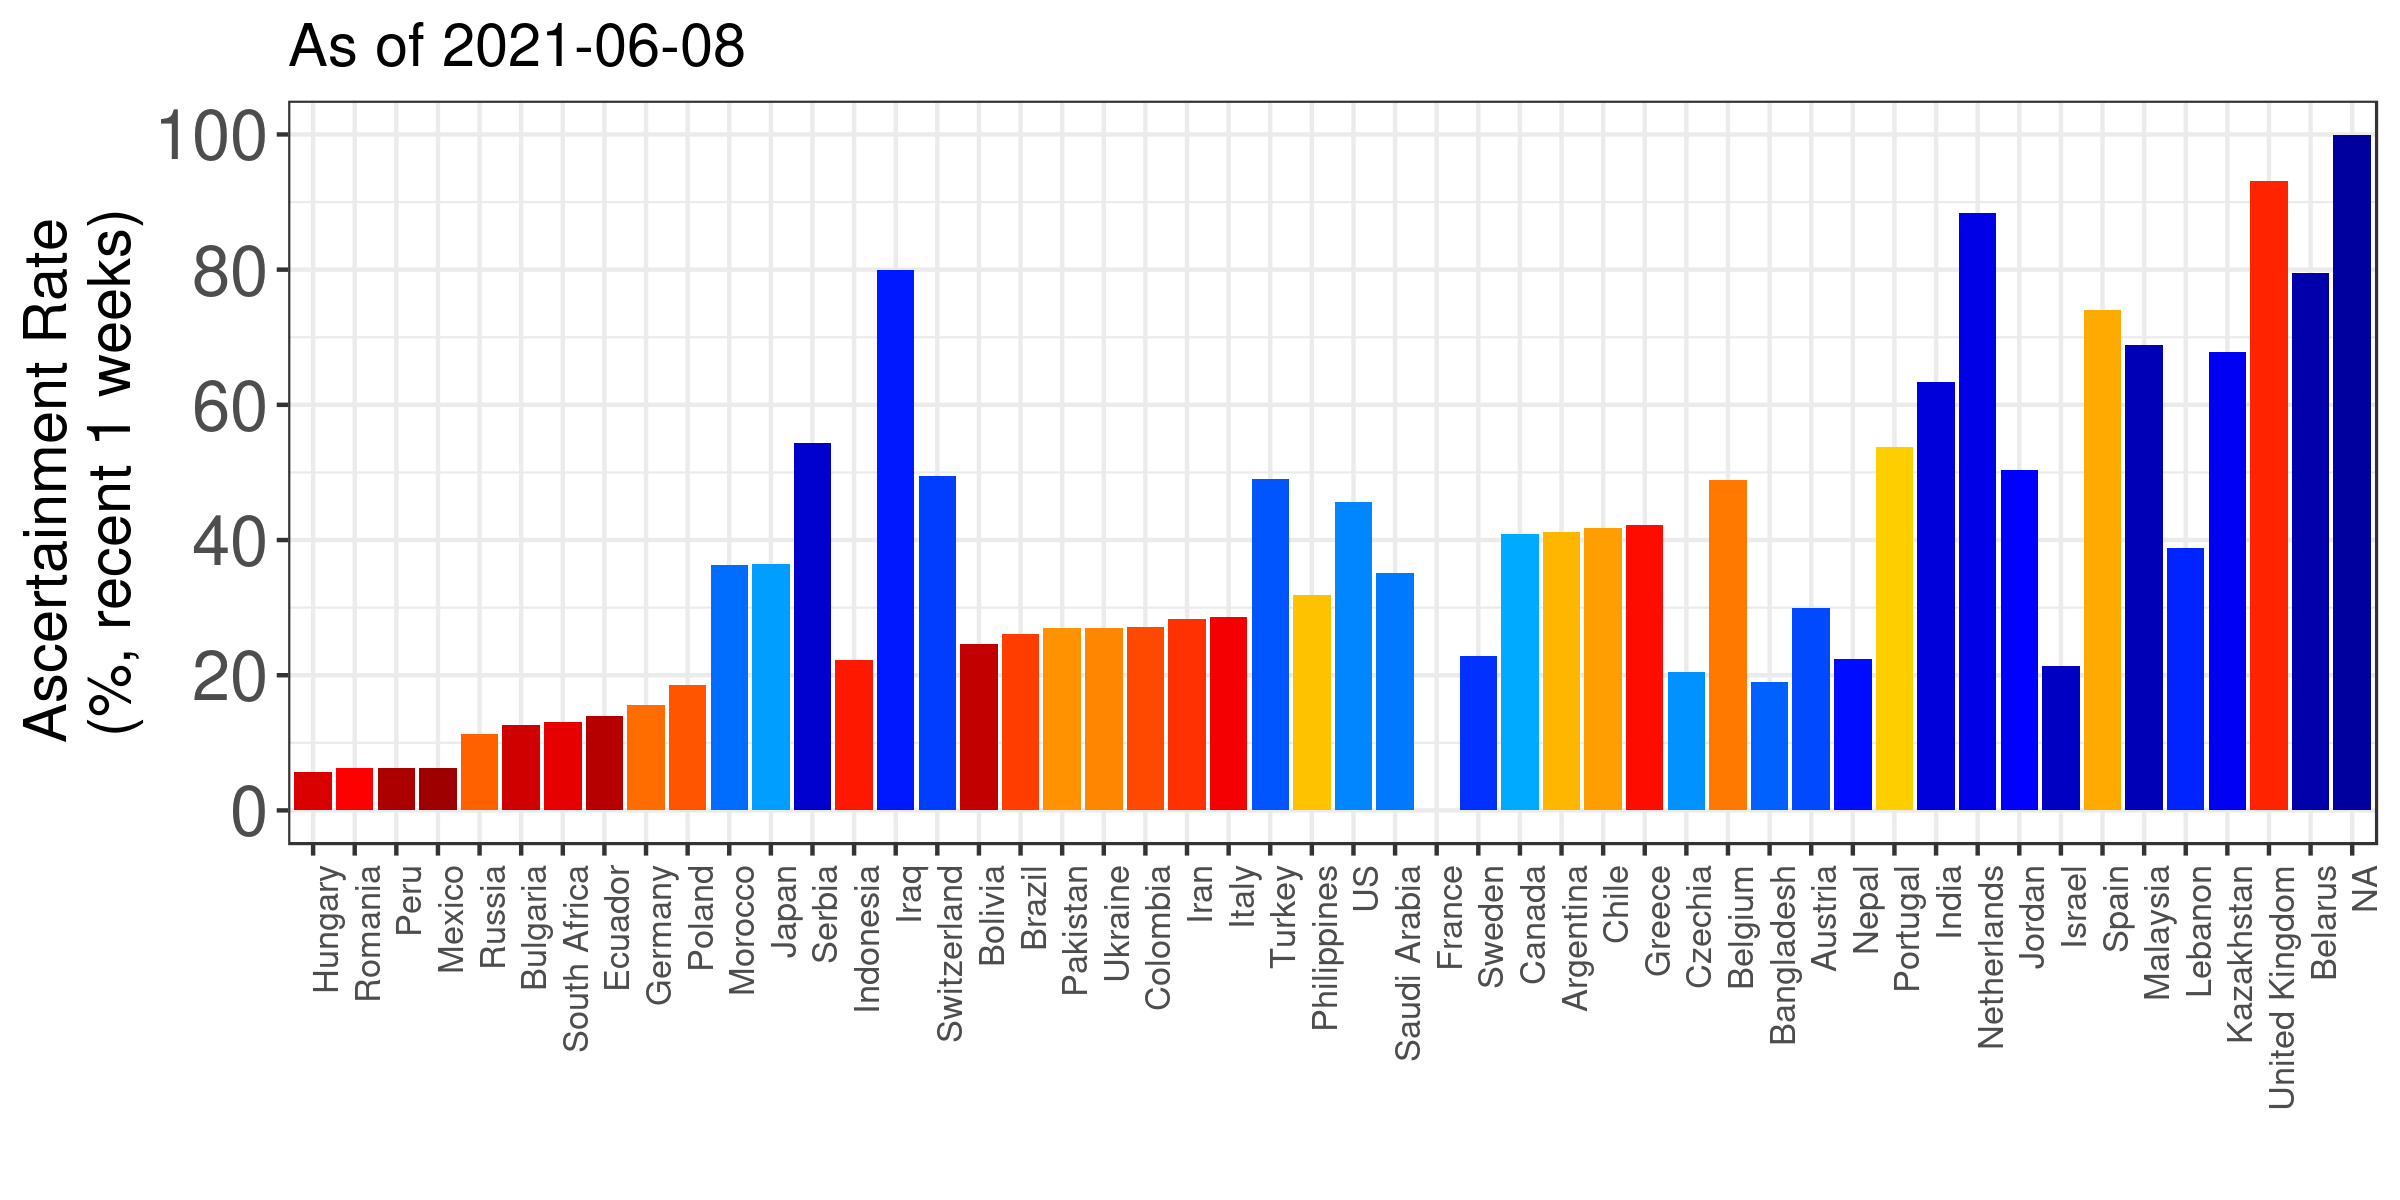 As of 2021-06-08
Ascertainment Rate
(%, recent 1 weeks)
100
80
60
40
20
0
Hungary
Romania
Peru
Mexico
Russia
Bulgaria
South Africa
Ecuador
Germany
Poland
Morocco
Japan
Serbia
Indonesia
Iraq
Switzerland
Bolivia
Brazil
Pakistan
Ukraine
Colombia
Iran
Italy
Turkey
Philippines
US
Saudi Arabia
France
Sweden
Canada
Argentina
Chile
Greece
Czechia
Belgium
Bangladesh
Austria
Nepal
Portugal
India
Netherlands
Jordan
Israel
Spain
Malaysia
Lebanon
Kazakhstan
United Kingdom
Belarus
NA